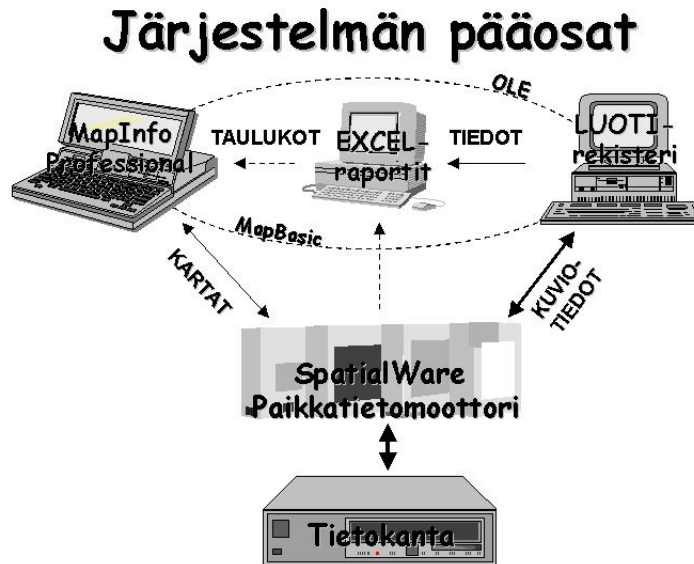 Järjestelmän pääosat
OLE
MapInfo
Professional
TAULUKOT
EXCEL-
raportit
TIEDOT
LUOTI-
rekisteri
MapBasic
KARTAT
KUVIO-
TIEDOT
SpatialWare
Paikkatietomoottori
Tietokanta